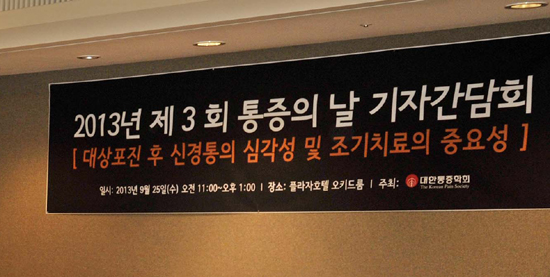 2013년 제 3 회 통증의 날 기자간담회
[ 대상포진 후 신경통의 심각성 및 조기치료의 중요성 ]
일시: 2013년 9월 25일(수) 오전 11:00~오후 1:00 | 장소: 플라자호텔 오키드룸 | 주최: 대한통증학회
The Korean Pain Society